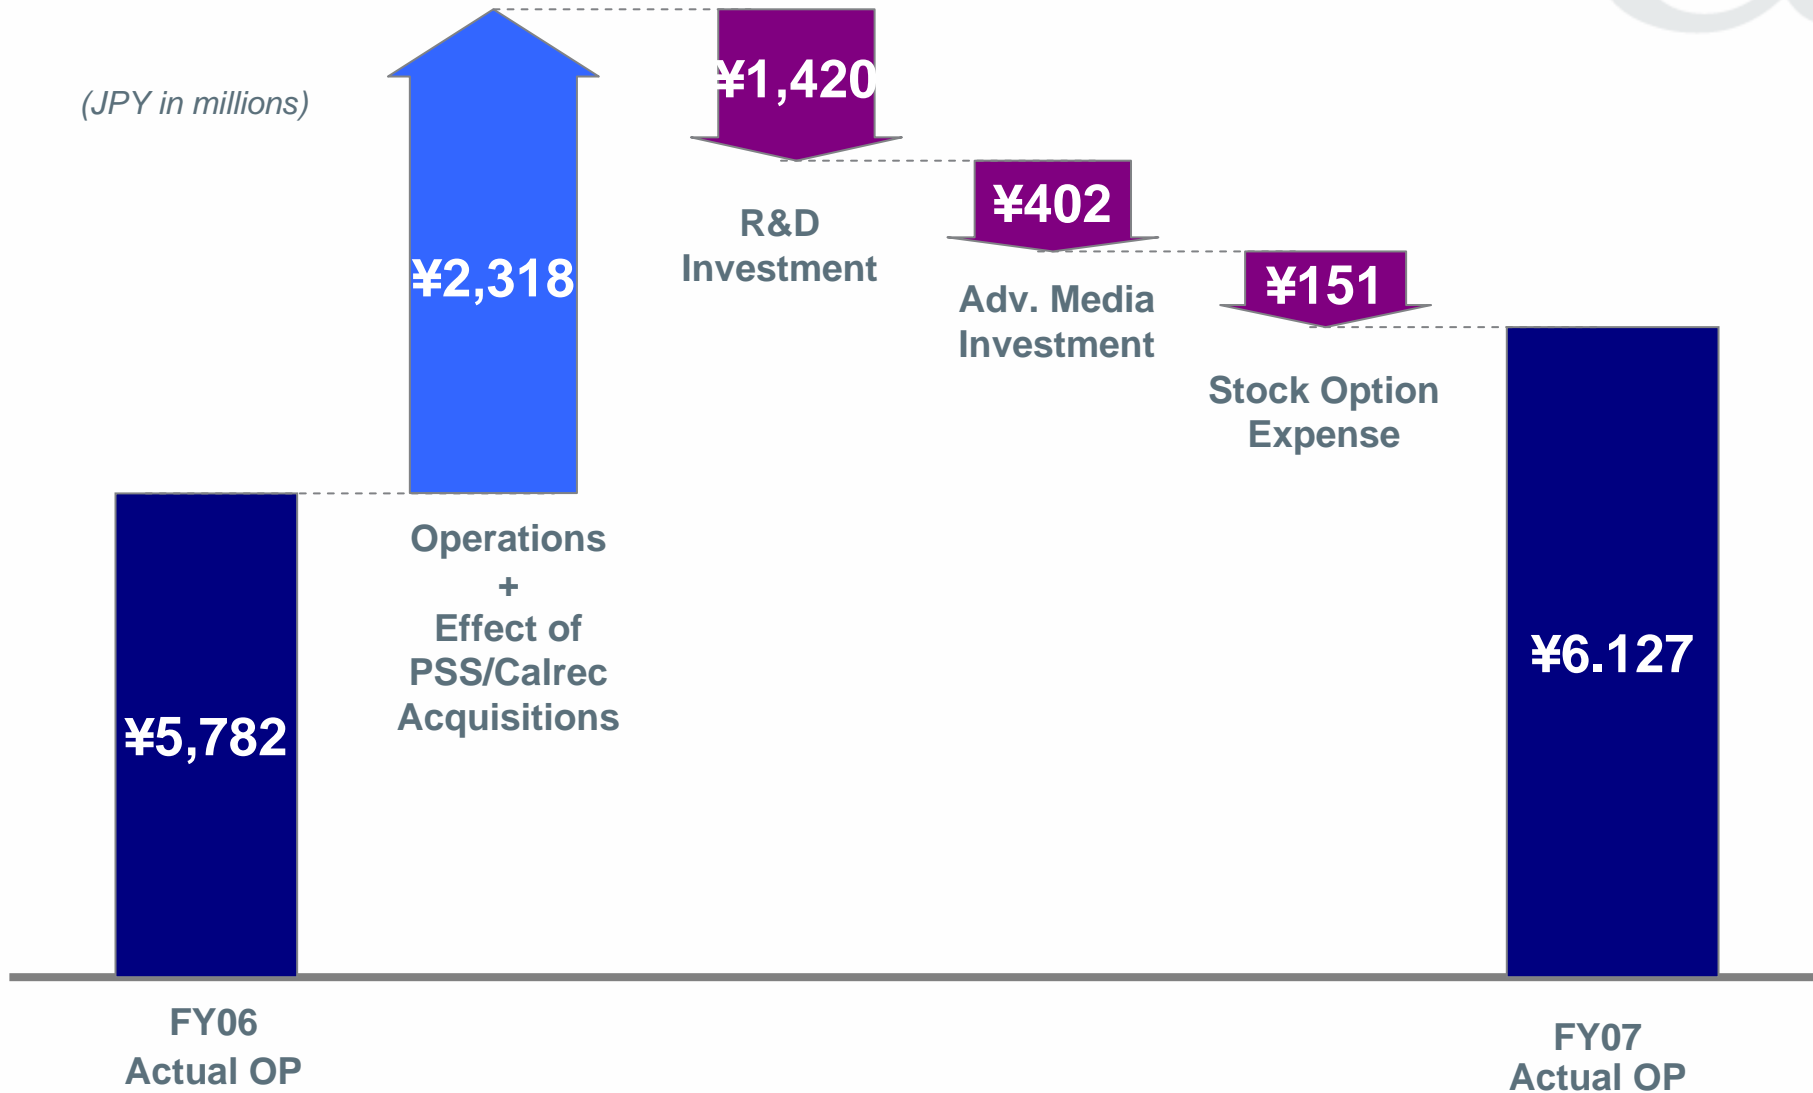 (JPY in millions)
¥5,782
FY06
Actual OP
¥2,318
Operations
+
Effect of
PSS/Calrec
Acquisitions
¥1,420
R&D
Investment
¥402
Adv. Media
Investment
¥151
Stock Option
Expense
¥6.127
FY07
Actual OP